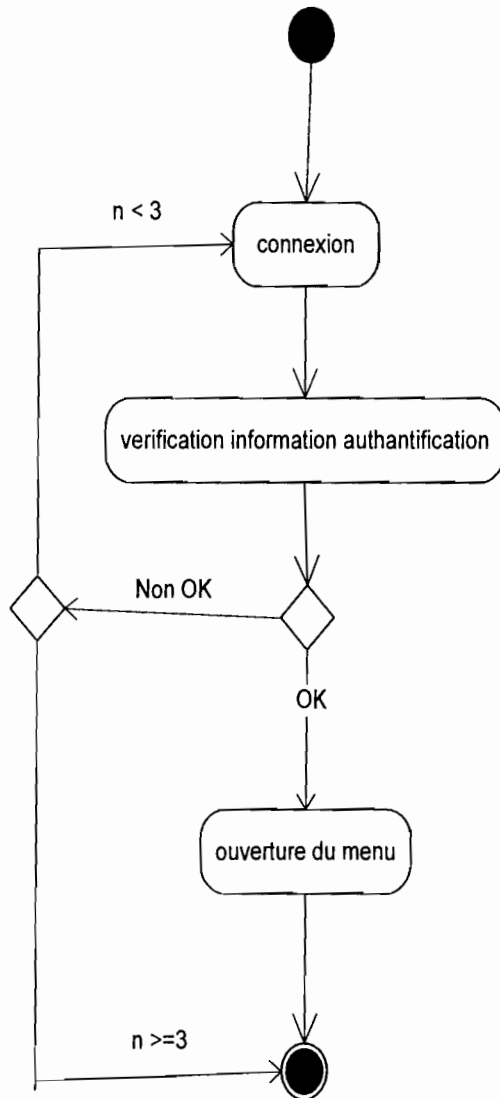 n < 3
connexion
verification information authantification
Non OK
OK
ouverture du menu
n >=3